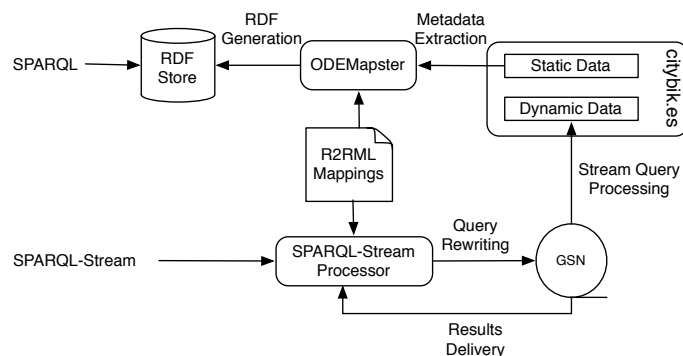 RDF
Generation
Metadata
Extraction
SPARQL
RDF
Store
ODEMapster
Static Data
Dynamic Data
citybik.es
R2RML
Mappings
Stream Query
Processing
SPARQL-Stream
SPARQL-Stream
Processor
Query
Rewriting
GSN
Results
Delivery